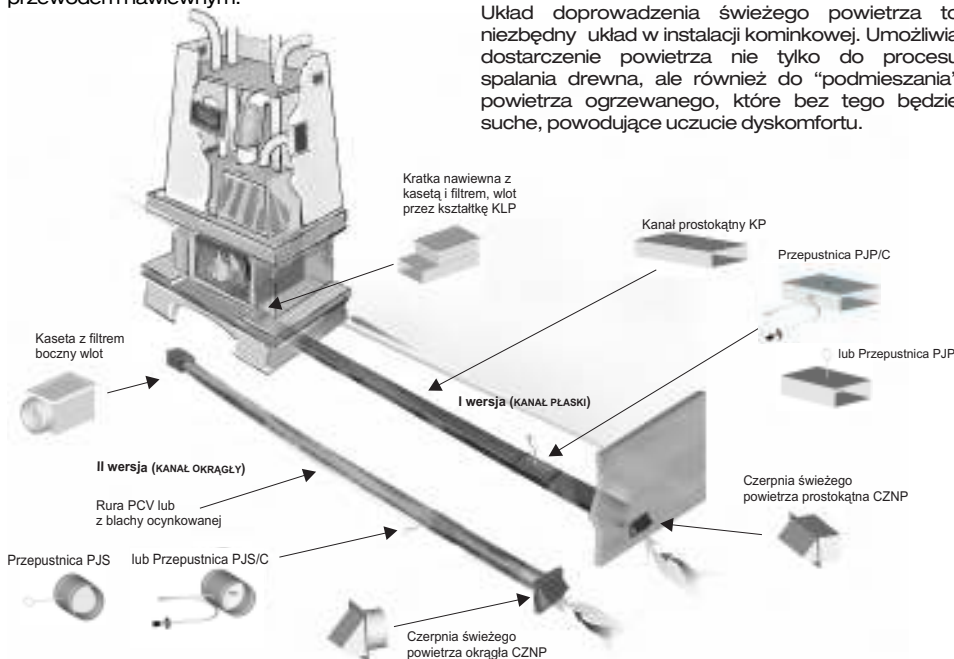 przewodem nawiewnym.
Układ doprowadzenia świeżego powietrza to
niezbędny układ w instalacji kominkowej. Umożliwia
dostarczenie powietrza nie tylko do procesu
spalania drewna, ale również do “podmieszania”
powietrza ogrzewanego, które bez tego będzie
suche, powodujące uczucie dyskomfortu.
Kratka nawiewna z
kasetą i filtrem, wlot
przez kształtkę KLP
Kanał prostokątny KP
Przepustnica PJP/C
lub Przepustnica PJP
Kaseta z filtrem
boczny wlot
I wersja (KANAŁ PŁASKI)
II wersja (KANAŁ OKRĄGŁY)
Rura PCV lub
z blachy ocynkowanej
Czerpnia świeżego
powietrza prostokątna CZNP
Przepustnica PJS
lub Przepustnica PJS/C
Czerpnia świeżego
powietrza okrągła CZNP